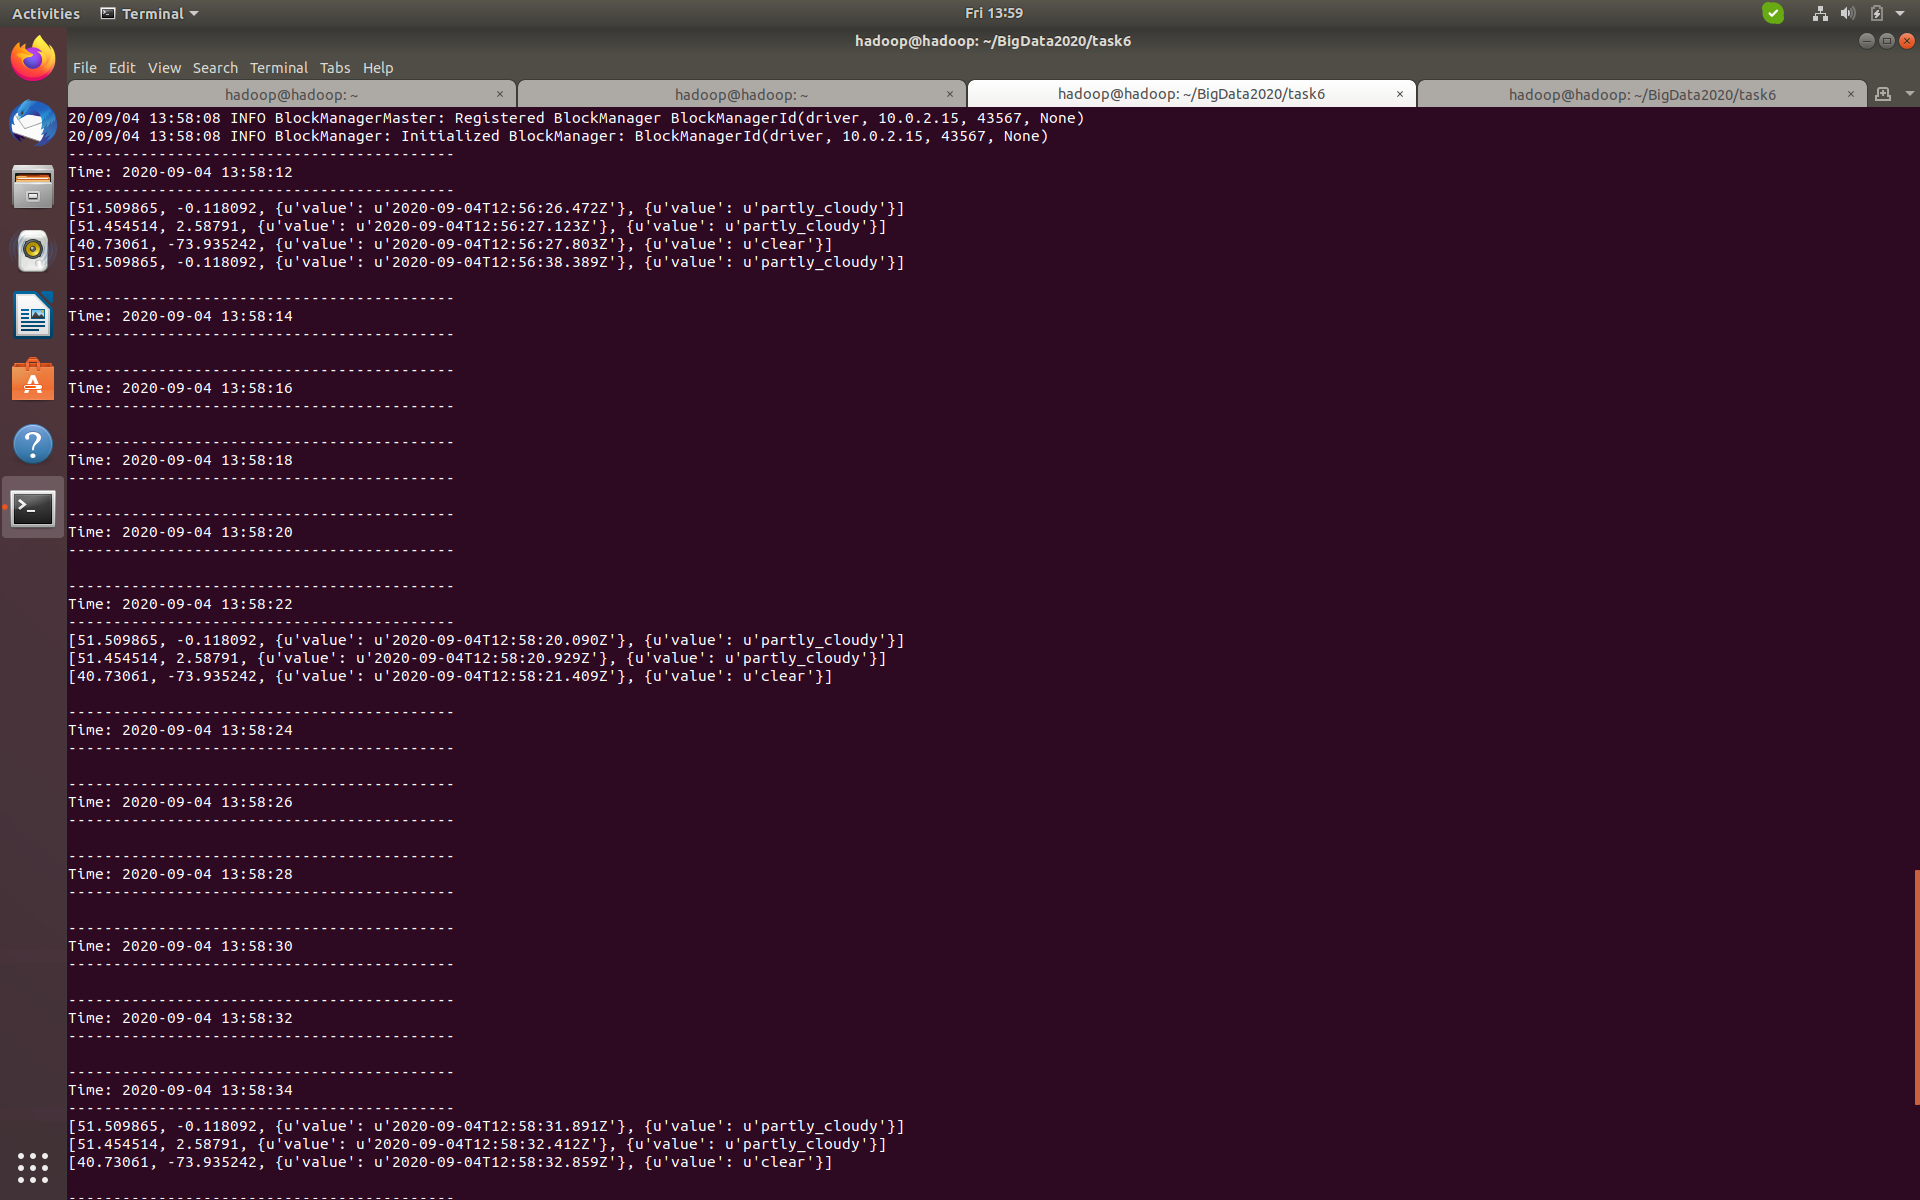 Activities Terminal Fri 13:59
hadoop@hadoop: ~/BigData2020/task6
File Edit View Search Terminal Tabs Help
hadoop@hadoop: ~ × hadoop@hadoop: ~ × hadoop@hadoop: ~/BigData2020/task6 × hadoop@hadoop: ~/BigData2020/task6 ×
20/09/04 13:58:08 INFO BlockManagerMaster: Registered BlockManager BlockManagerId(driver, 10.0.2.15, 43567, None)
20/09/04 13:58:08 INFO BlockManager: Initialized BlockManager: BlockManagerId(driver, 10.0.2.15, 43567, None)
-------------------------------------------
Time: 2020-09-04 13:58:12
-------------------------------------------
[51.509865, -0.118092, {u'value': u'2020-09-04T12:56:26.472Z'}, {u'value': u'partly_cloudy'}]
[51.454514, 2.58791, {u'value': u'2020-09-04T12:56:27.123Z'}, {u'value': u'partly_cloudy'}]
[40.73061, -73.935242, {u'value': u'2020-09-04T12:56:27.803Z'}, {u'value': u'clear'}]
[51.509865, -0.118092, {u'value': u'2020-09-04T12:56:38.389Z'}, {u'value': u'partly_cloudy'}]
-------------------------------------------
Time: 2020-09-04 13:58:14
-------------------------------------------
-------------------------------------------
Time: 2020-09-04 13:58:16
-------------------------------------------
-------------------------------------------
Time: 2020-09-04 13:58:18
-------------------------------------------
-------------------------------------------
Time: 2020-09-04 13:58:20
-------------------------------------------
-------------------------------------------
Time: 2020-09-04 13:58:22
-------------------------------------------
[51.509865, -0.118092, {u'value': u'2020-09-04T12:58:20.090Z'}, {u'value': u'partly_cloudy'}]
[51.454514, 2.58791, {u'value': u'2020-09-04T12:58:20.929Z'}, {u'value': u'partly_cloudy'}]
[40.73061, -73.935242, {u'value': u'2020-09-04T12:58:21.409Z'}, {u'value': u'clear'}]
-------------------------------------------
Time: 2020-09-04 13:58:24
-------------------------------------------
-------------------------------------------
Time: 2020-09-04 13:58:26
-------------------------------------------
-------------------------------------------
Time: 2020-09-04 13:58:28
-------------------------------------------
-------------------------------------------
Time: 2020-09-04 13:58:30
-------------------------------------------
-------------------------------------------
Time: 2020-09-04 13:58:32
-------------------------------------------
-------------------------------------------
Time: 2020-09-04 13:58:34
-------------------------------------------
[51.509865, -0.118092, {u'value': u'2020-09-04T12:58:31.891Z'}, {u'value': u'partly_cloudy'}]
[51.454514, 2.58791, {u'value': u'2020-09-04T12:58:32.412Z'}, {u'value': u'partly_cloudy'}]
[40.73061, -73.935242, {u'value': u'2020-09-04T12:58:32.859Z'}, {u'value': u'clear'}]
-------------------------------------------